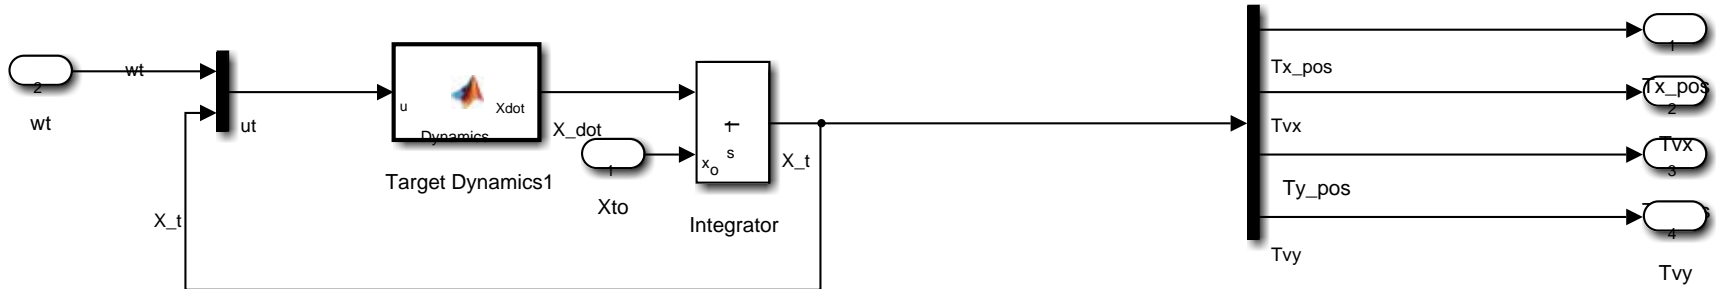 2
wt
wt
ut
X_t
u
Dynamics
Xdot
Target Dynamics1
X_dot
1
Xto
1
s
x
o
Integrator
X_t
Tx_pos
Tvx
Ty_pos
Tvy
1
Tx_pos
2
Tvx
3
4
Tvy